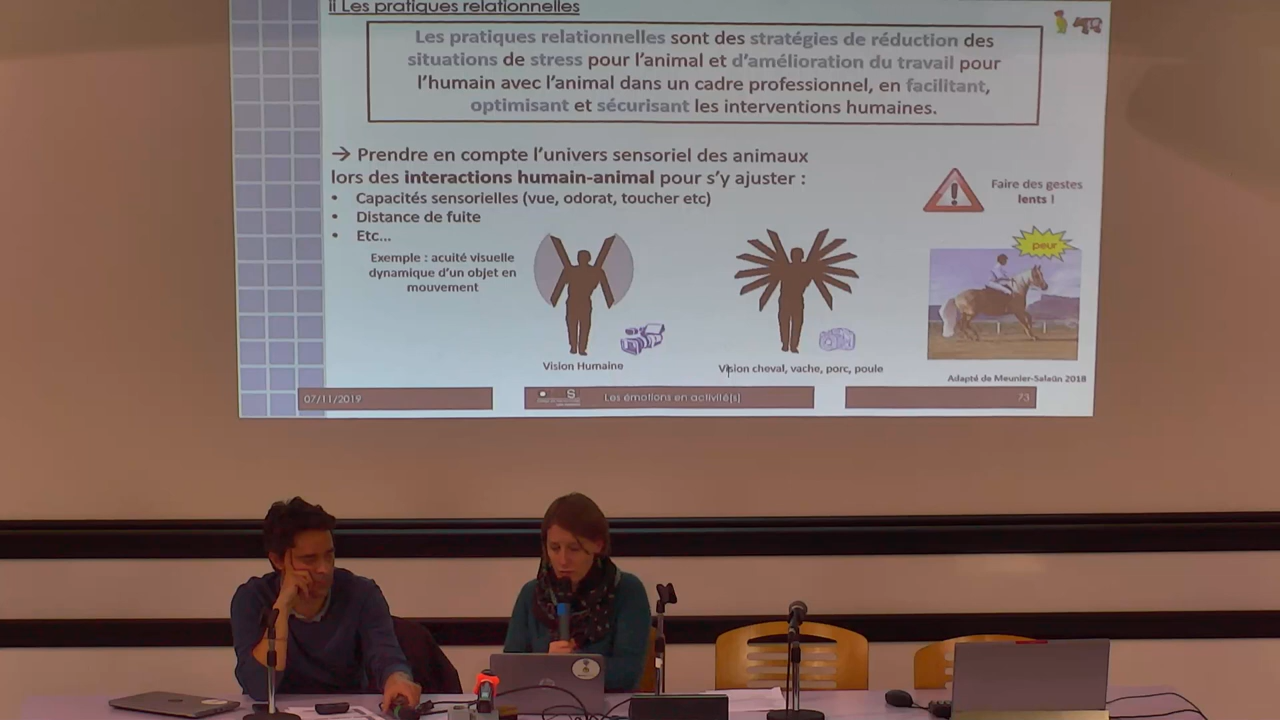 ii Les pratiques relationnelles
Les pratiques relationnelles sont des stratégies de réduction des
situations de stress pour l'animal et d'amélioration du travail pour
l'humain avec l'animal dans un cadre professionnel, en facilitant,
optimisant et sécurisant les interventions humaines.
→ Prendre en compte l'univers sensoriel des animaux
lors des interactions humain-animal pour s'y ajuster :
• Capacités sensorielles (vue, odorat, toucher etc)
• Distance de fuite
• Etc...
Exemple : acuité visuelle
dynamique d'un objet en
mouvement
Vision Humaine
Vision cheval, vache, porc, poule
Faire des gestes
lents !
peur
Adapté de Meunier-Salaün 2018
07/11/2019
Les émotions en activité[s]
73